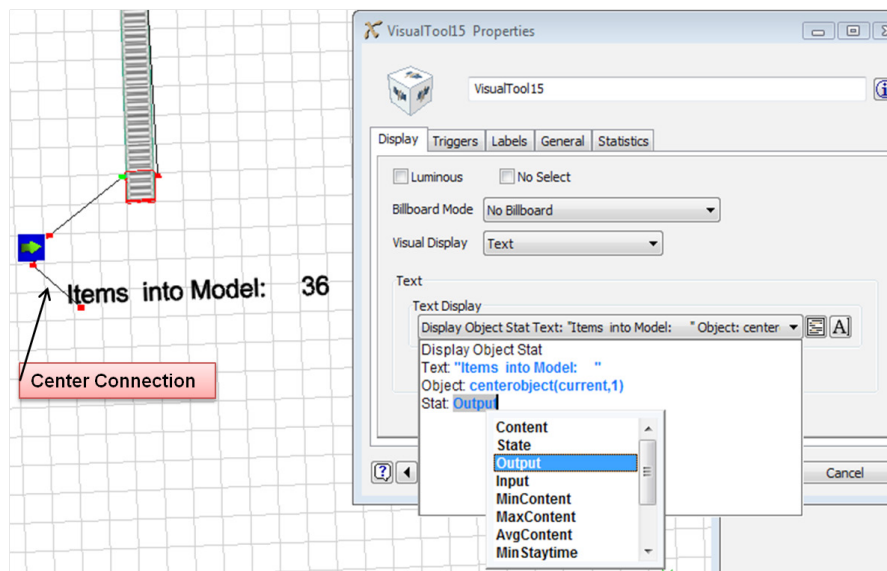 VisualTool15 Properties
VisualTool15
Display Triggers Labels General Statistics
Luminous No Select
Billboard Mode No Billboard
Visual Display Text
Text
Text Display
Display Object Stat Text: "Items into Model: " Object: center
Display Object Stat
Text: "Items into Model: "
Object: centerobject(current,1)
Stat: Output
Content
State
Output
Input
MinContent
MaxContent
AvgContent
MinStaytime
Cancel
Items into Model: 36
Center Connection